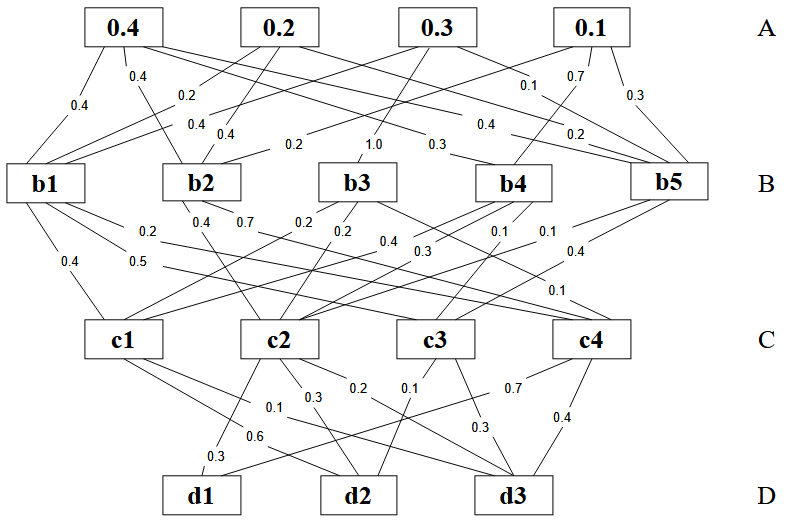 0.4 0.2 0.3 0.1 A
0.4 0.7
0.2 0.1 0.3
0.4
0.4 0.4 0.2
0.2 1.0 0.3
b1 b2 b3 b4 b5 B
0.4 0.7 0.2
0.2 0.2 0.1 0.1
0.4 0.3 0.4
0.4 0.5
0.1
c1 c2 c3 c4 C
0.3 0.2 0.1 0.7
0.1 0.4
0.6 0.3
0.3
d1 d2 d3 D